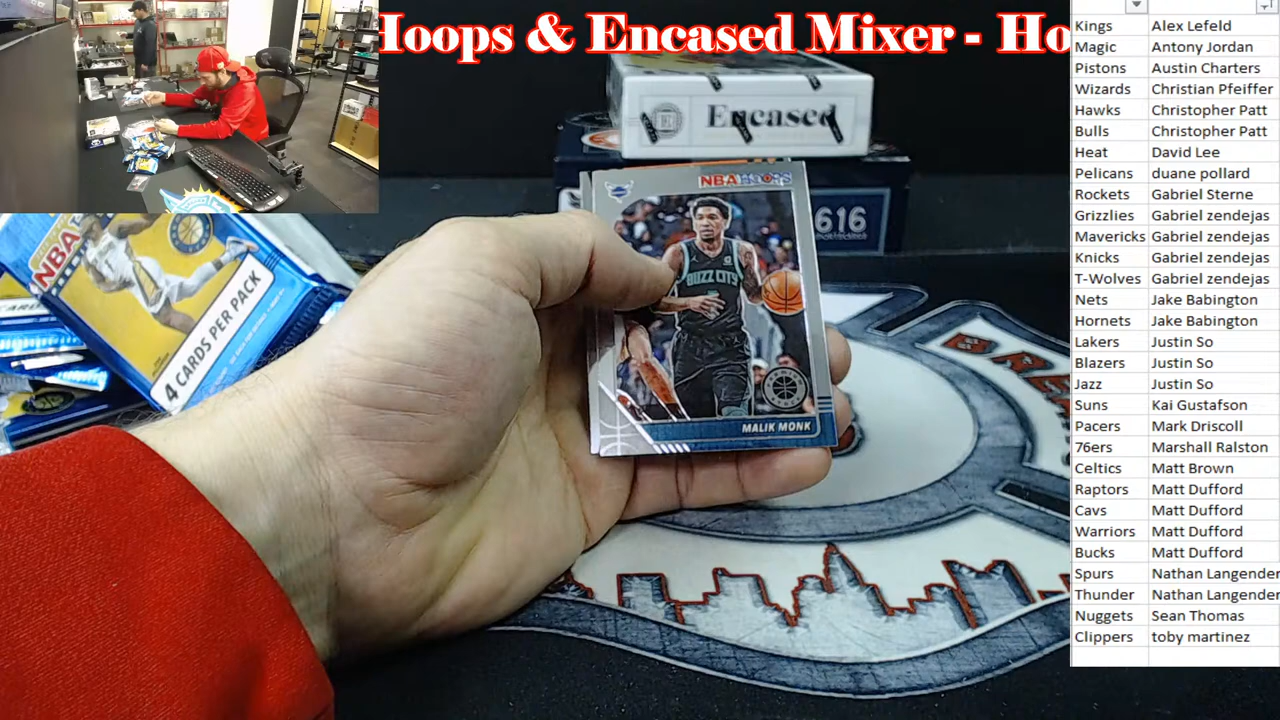 Hoops & Encased Mixer - Ho
Encased
616
NBA HOOPS
BUZZ CITY
MALIK MONK
NBA
4 CARDS PER PACK
Kings Alex Lefeld
Magic Antony Jordan
Pistons Austin Charters
Wizards Christian Pfeiffer
Hawks Christopher Patt
Bulls Christopher Patt
Heat David Lee
Pelicans duane pollard
Rockets Gabriel Sterne
Grizzlies Gabriel zendejas
Mavericks Gabriel zendejas
Knicks Gabriel zendejas
T-Wolves Gabriel zendejas
Nets Jake Babington
Hornets Jake Babington
Lakers Justin So
Blazers Justin So
Jazz Justin So
Suns Kai Gustafson
Pacers Mark Driscoll
76ers Marshall Ralston
Celtics Matt Brown
Raptors Matt Dufford
Cavs Matt Dufford
Warriors Matt Dufford
Bucks Matt Dufford
Spurs Nathan Langender
Thunder Nathan Langender
Nuggets Sean Thomas
Clippers toby martinez